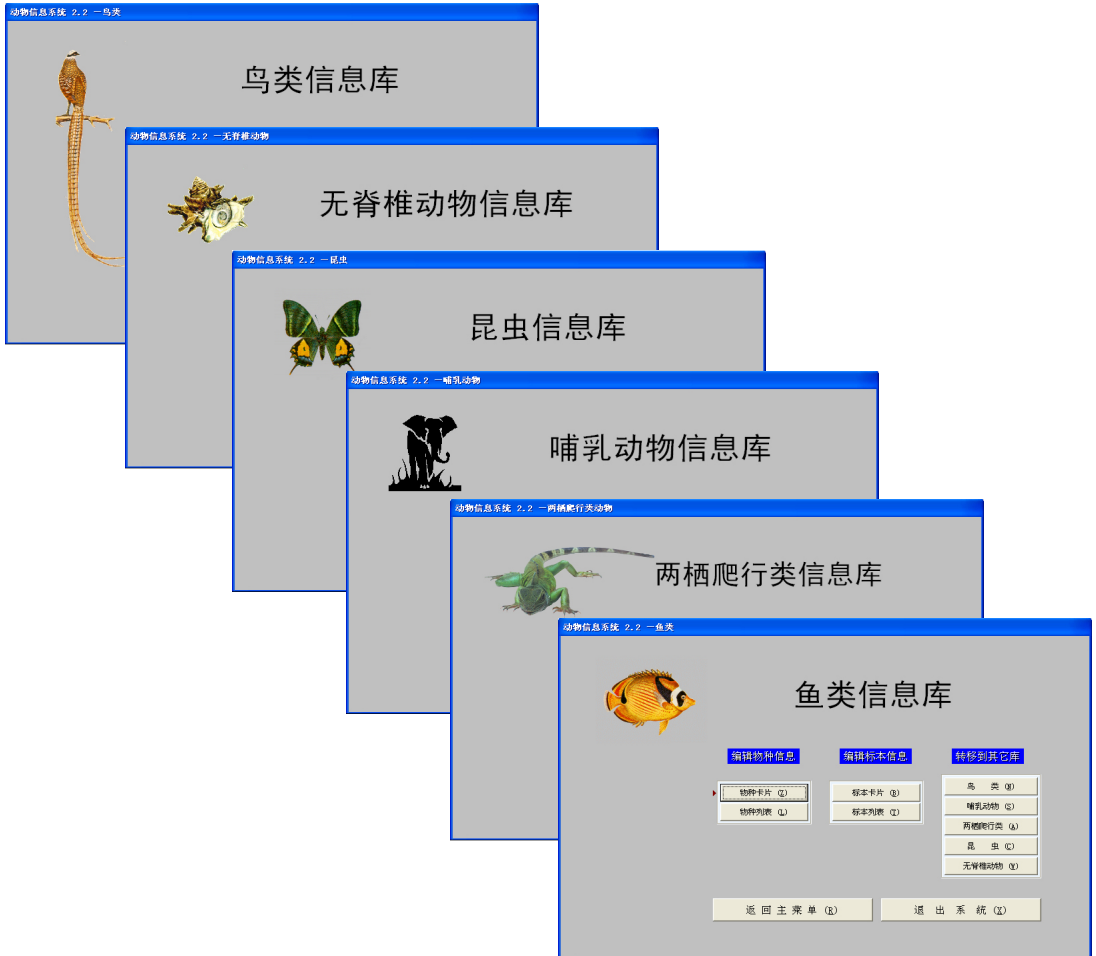 动物信息系统 2.2 —鸟类
鸟类信息库
动物信息系统 2.2 —无脊椎动物
无脊椎动物信息库
动物信息系统 2.2 —昆虫
昆虫信息库
动物信息系统 2.2 —哺乳动物
哺乳动物信息库
动物信息系统 2.2 —两栖爬行类动物
两栖爬行类信息库
动物信息系统 2.2 —鱼类
鱼类信息库
编辑物种信息 编辑标本信息 转移到其它库
物种卡片 (Z) 标本卡片 (B) 鸟 类 (N)
物种列表 (L) 标本列表 (T) 哺乳动物 (S)
两栖爬行类 (A)
昆 虫 (C)
无脊椎动物 (V)
返 回 主 菜 单 (R) 退 出 系 统 (X)